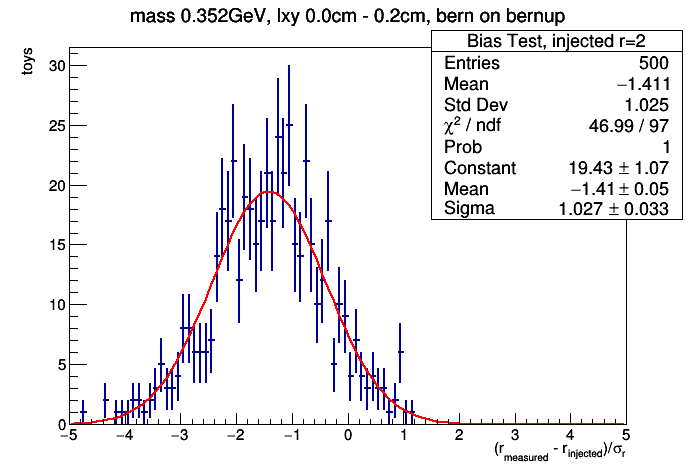 mass 0.352GeV, lxy 0.0cm - 0.2cm, bern on bernup
Bias Test, injected r=2
Entries 500
Mean −1.411
Std Dev 1.025
χ² / ndf 46.99 / 97
Prob 1
Constant 19.43 ± 1.07
Mean −1.41 ± 0.05
Sigma 1.027 ± 0.033
toys
30
25
20
15
10
5
0
−5 −4 −3 −2 −1 0 1 2 3 4 5
(r_measured - r_injected)/σ_r